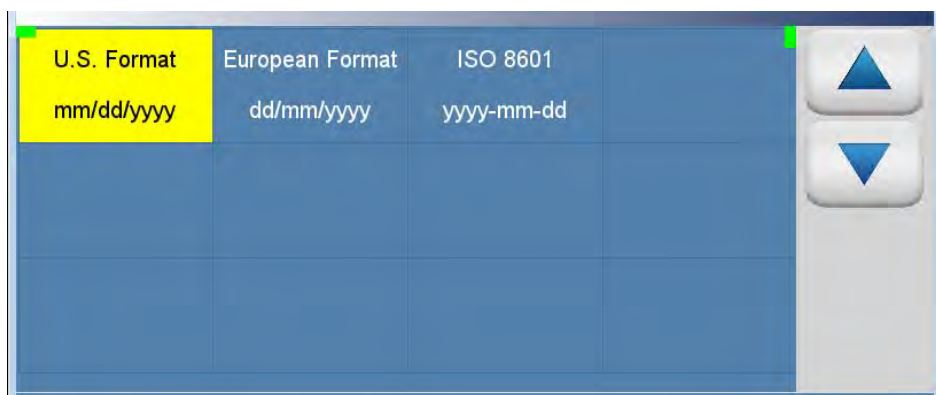 U.S. Format
mm/dd/yyyy
European Format
dd/mm/yyyy
ISO 8601
yyyy-mm-dd